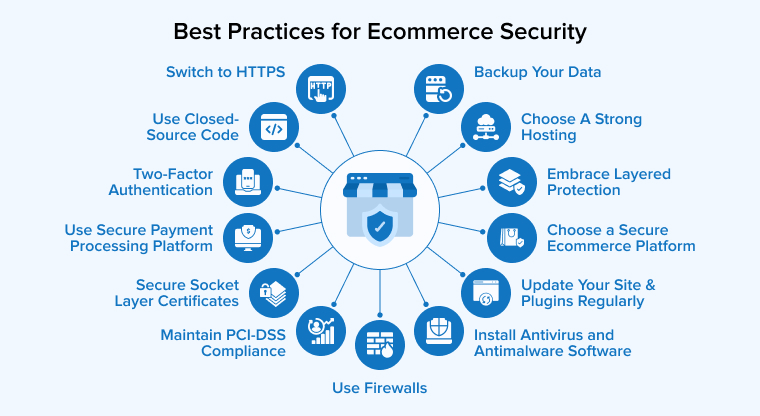 Best Practices for Ecommerce Security
Switch to HTTPS
HTTP
Use Closed-
Source Code
Two-Factor
Authentication
Use Secure Payment
Processing Platform
$
Secure Socket
Layer Certificates
Maintain PCI-DSS
Compliance
Use Firewalls
Backup Your Data
Choose A Strong
Hosting
Embrace Layered
Protection
Choose a Secure
Ecommerce Platform
Update Your Site &
Plugins Regularly
Install Antivirus and
Antimalware Software